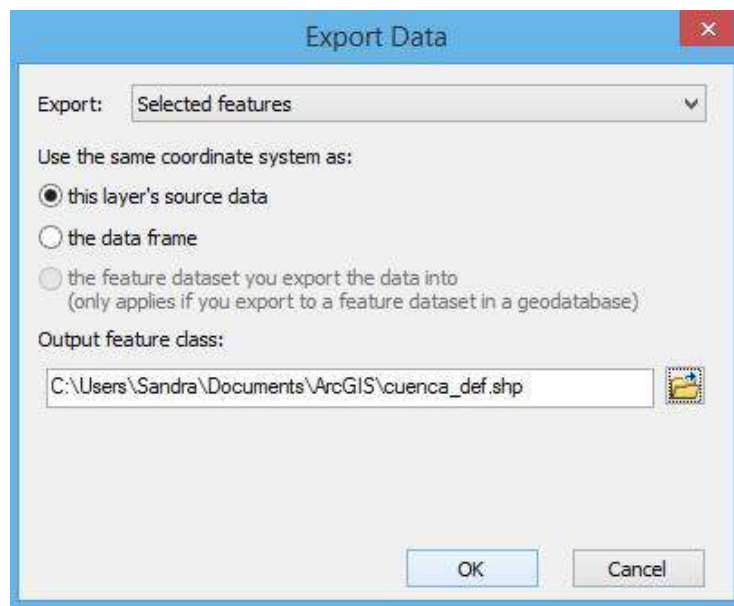 Export Data
Export: Selected features
Use the same coordinate system as:
this layer's source data
the data frame
the feature dataset you export the data into
(only applies if you export to a feature dataset in a geodatabase)
Output feature class:
C:\Users\Sandra\Documents\ArcGIS\cuenca_def.shp
OK Cancel